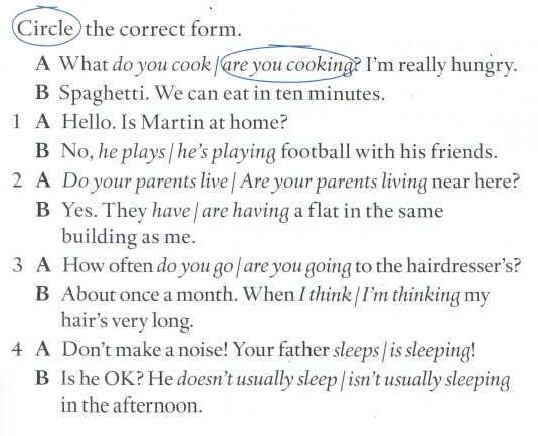 Circle the correct form.
A What do you cook / are you cooking? I'm really hungry.
B Spaghetti. We can eat in ten minutes.
1 A Hello. Is Martin at home?
B No, he plays / he's playing football with his friends.
2 A Do your parents live / Are your parents living near here?
B Yes. They have / are having a flat in the same
building as me.
3 A How often do you go / are you going to the hairdresser's?
B About once a month. When I think / I'm thinking my
hair's very long.
4 A Don't make a noise! Your father sleeps / is sleeping!
B Is he OK? He doesn't usually sleep / isn't usually sleeping
in the afternoon.